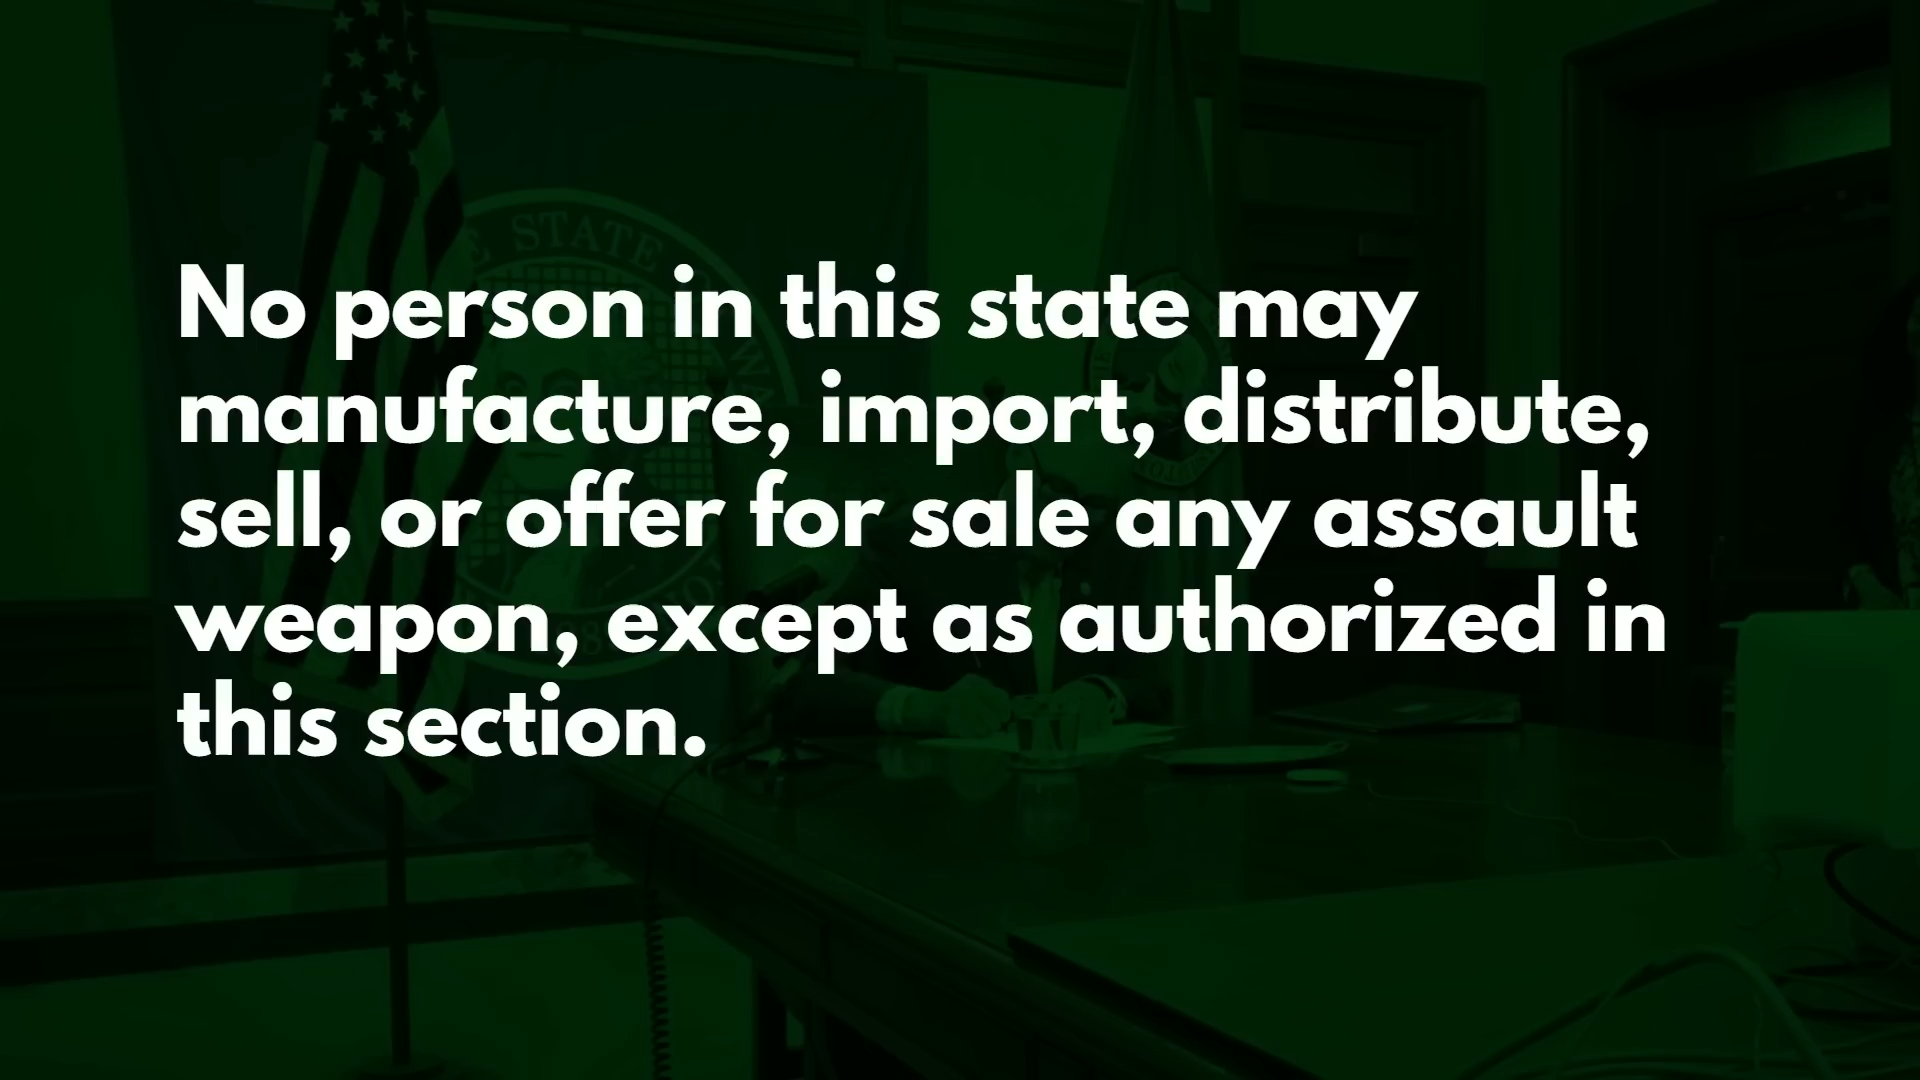 No person in this state may
manufacture, import, distribute,
sell, or offer for sale any assault
weapon, except as authorized in
this section.
STATE